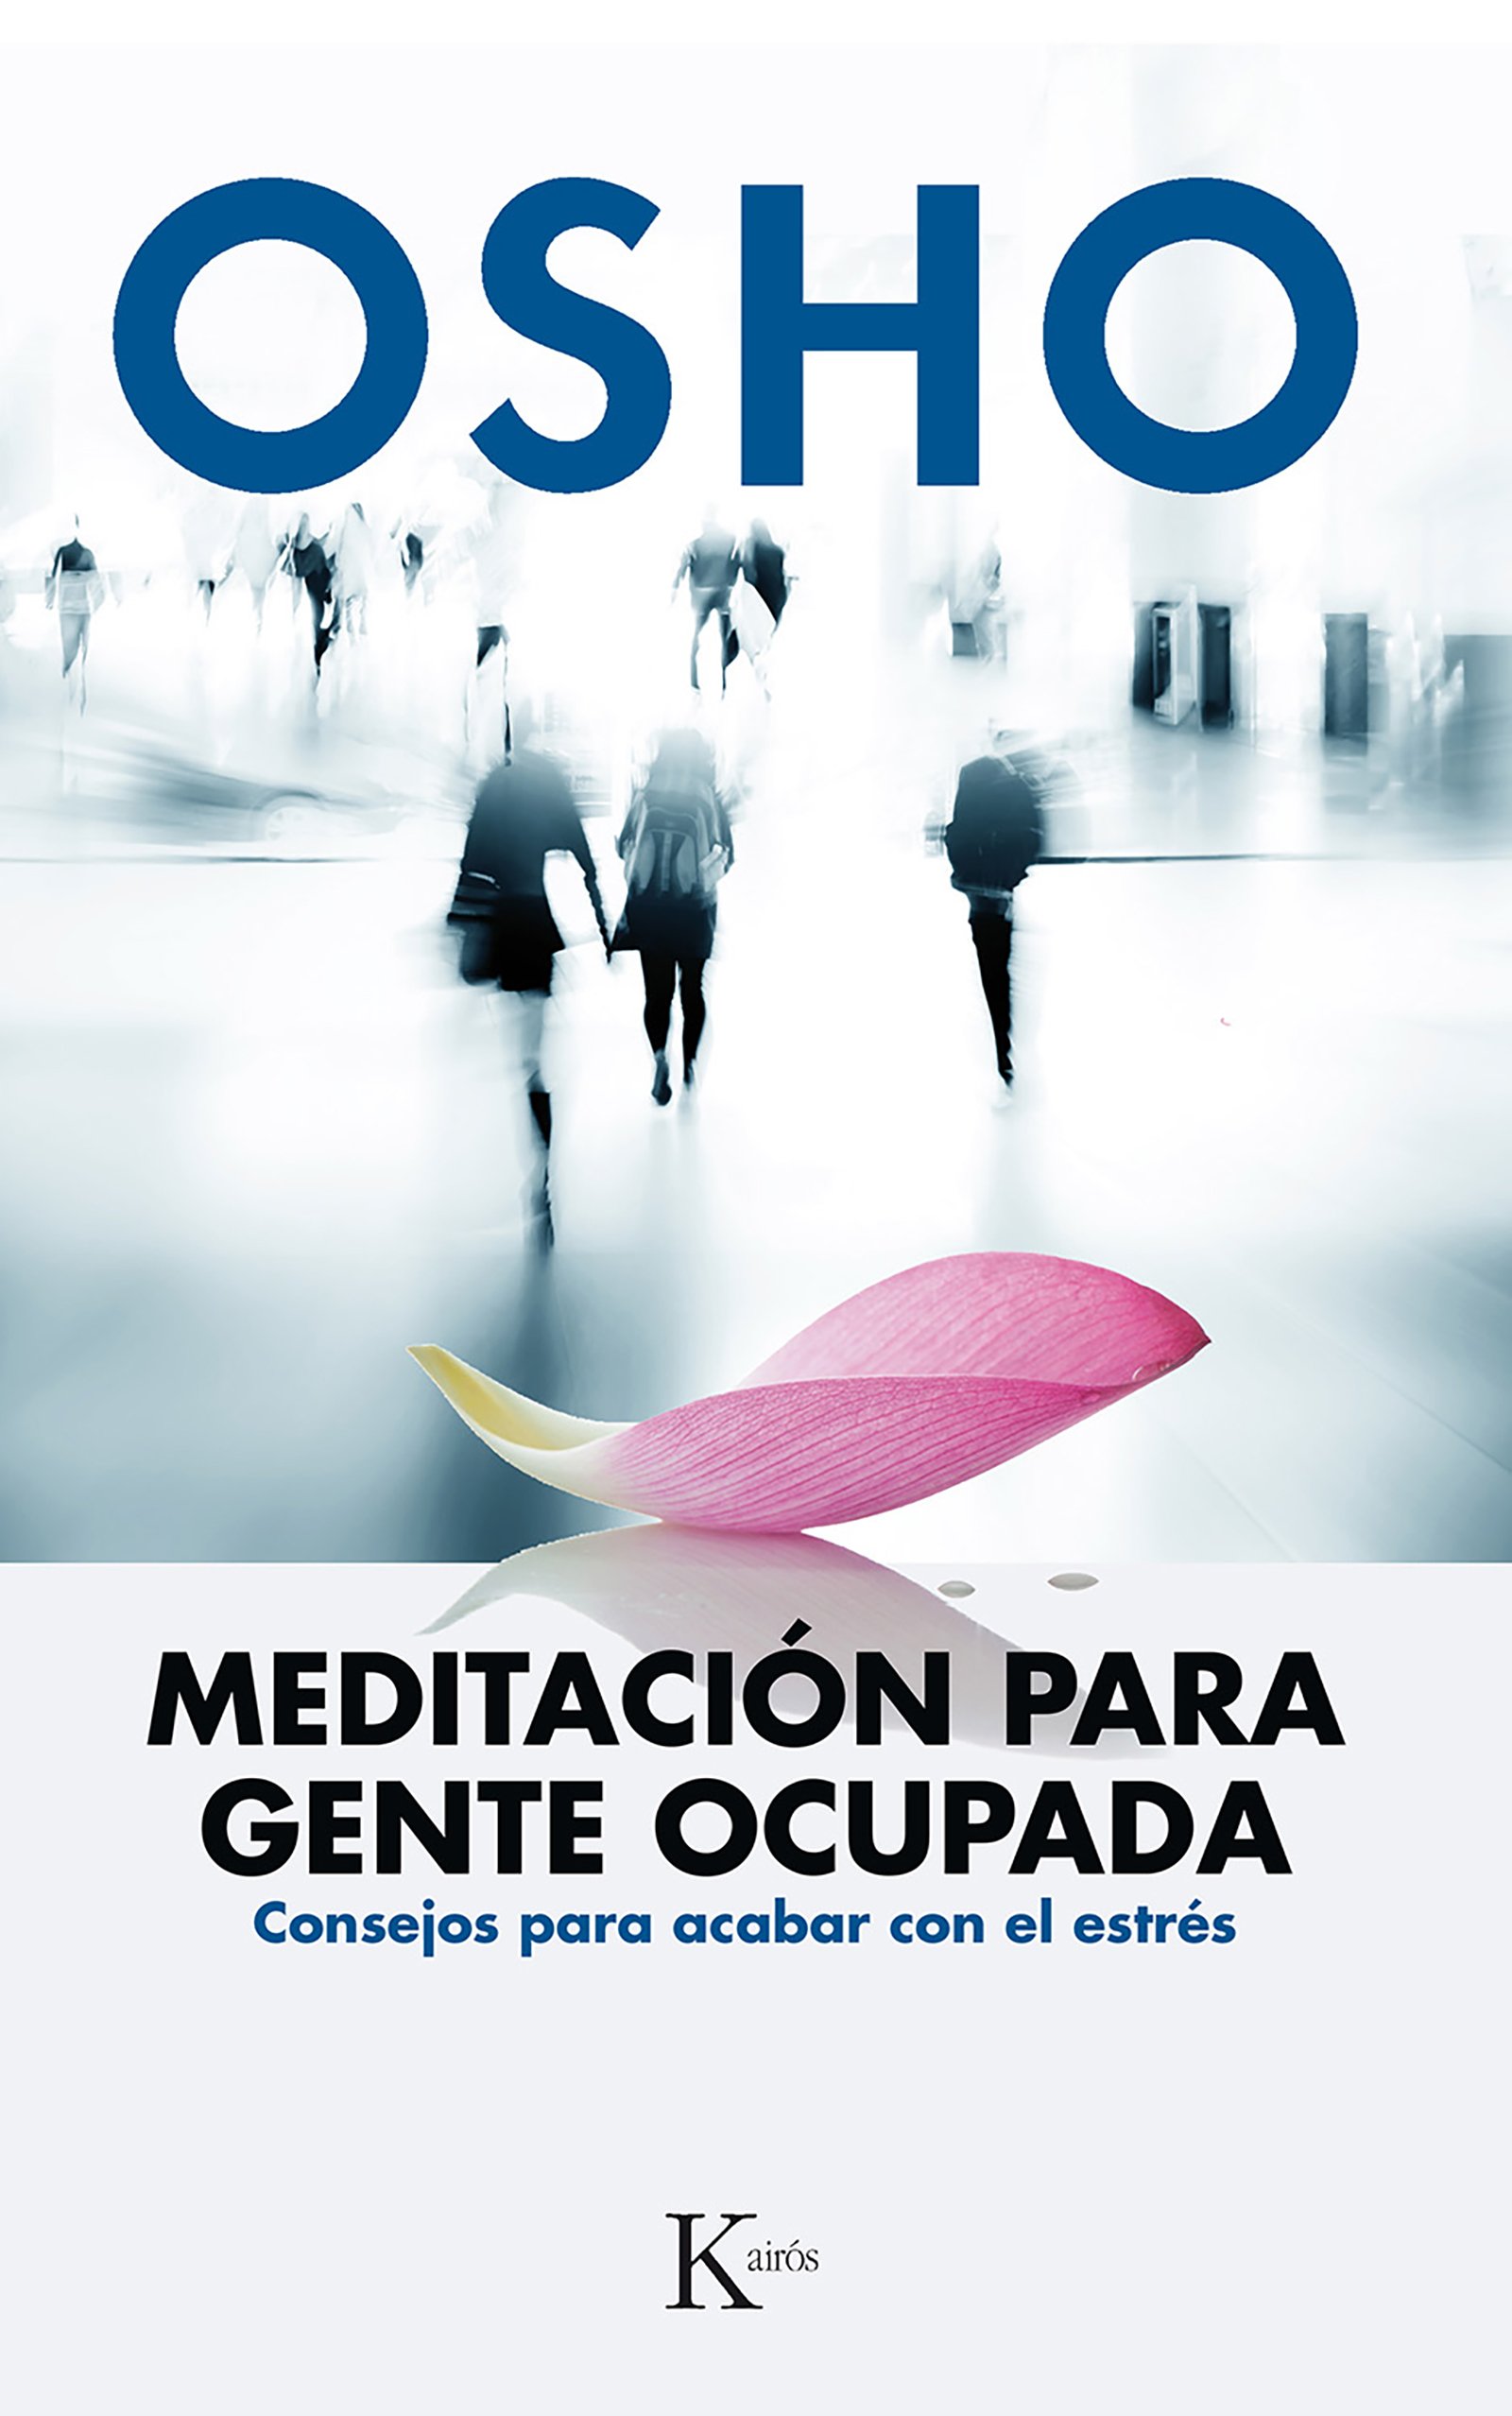 OSHO
MEDITACIÓN PARA
GENTE OCUPADA
Consejos para acabar con el estrés
Kairós